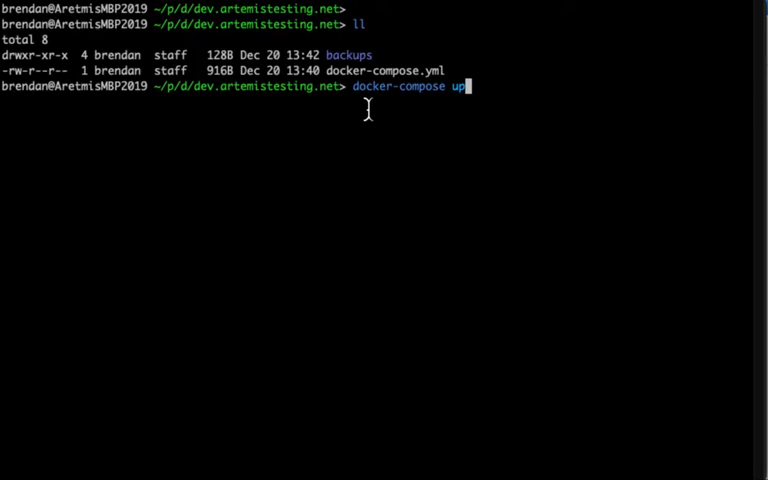 brendan@AretmisMBP2019 ~/p/d/dev.artemistesting.net>
brendan@AretmisMBP2019 ~/p/d/dev.artemistesting.net> ll
total 8
drwxr-xr-x 4 brendan staff 128B Dec 20 13:42 backups
-rw-r--r-- 1 brendan staff 916B Dec 20 13:40 docker-compose.yml
brendan@AretmisMBP2019 ~/p/d/dev.artemistesting.net> docker-compose up